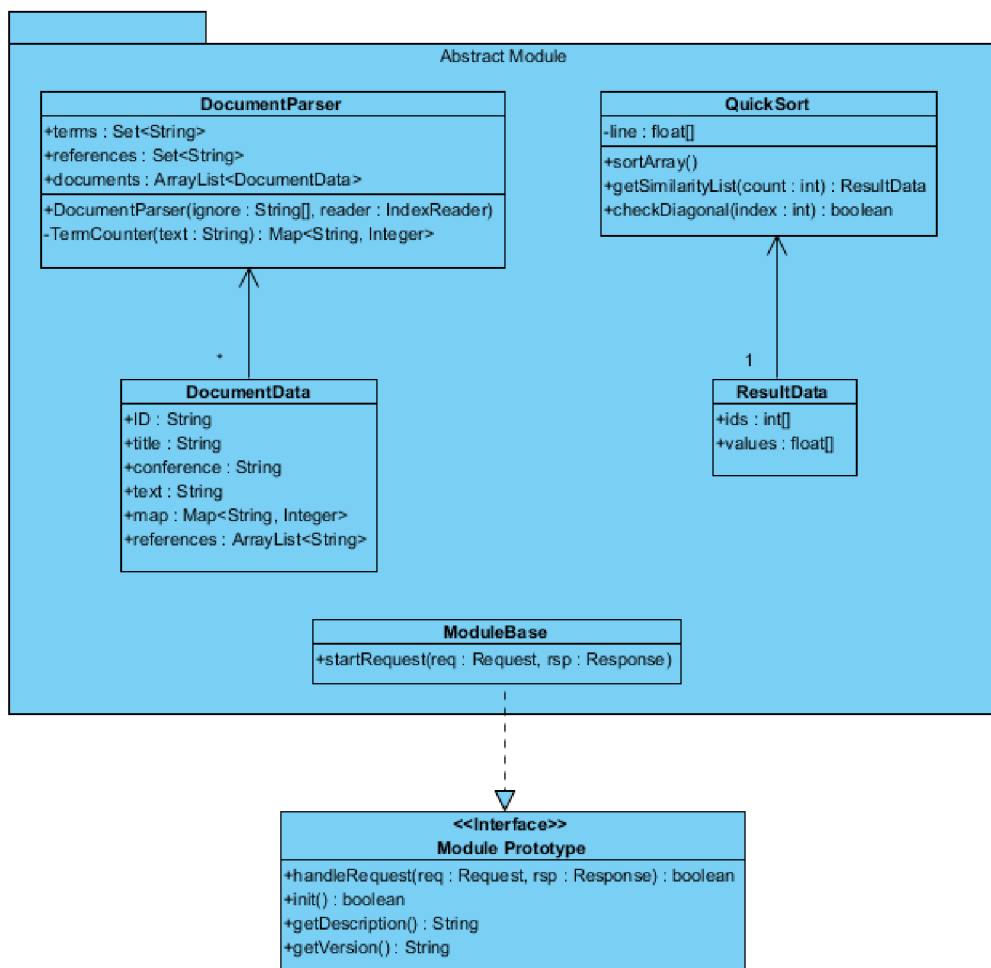 Abstract Module
DocumentParser
+terms : Set<String>
+references : Set<String>
+documents : ArrayList<DocumentData>
+DocumentParser(ignore : String[], reader : IndexReader)
-TermCounter(text : String) : Map<String, Integer>
QuickSort
-line : float[]
+sortArray()
+getSimilarityList(count : int) : ResultData
+checkDiagonal(index : int) : boolean
*
1
DocumentData
+ID : String
+title : String
+conference : String
+text : String
+map : Map<String, Integer>
+references : ArrayList<String>
ResultData
+ids : int[]
+values : float[]
ModuleBase
+startRequest(req : Request, rsp : Response)
<<Interface>>
Module Prototype
+handleRequest(req : Request, rsp : Response) : boolean
+init() : boolean
+getDescription() : String
+getVersion() : String